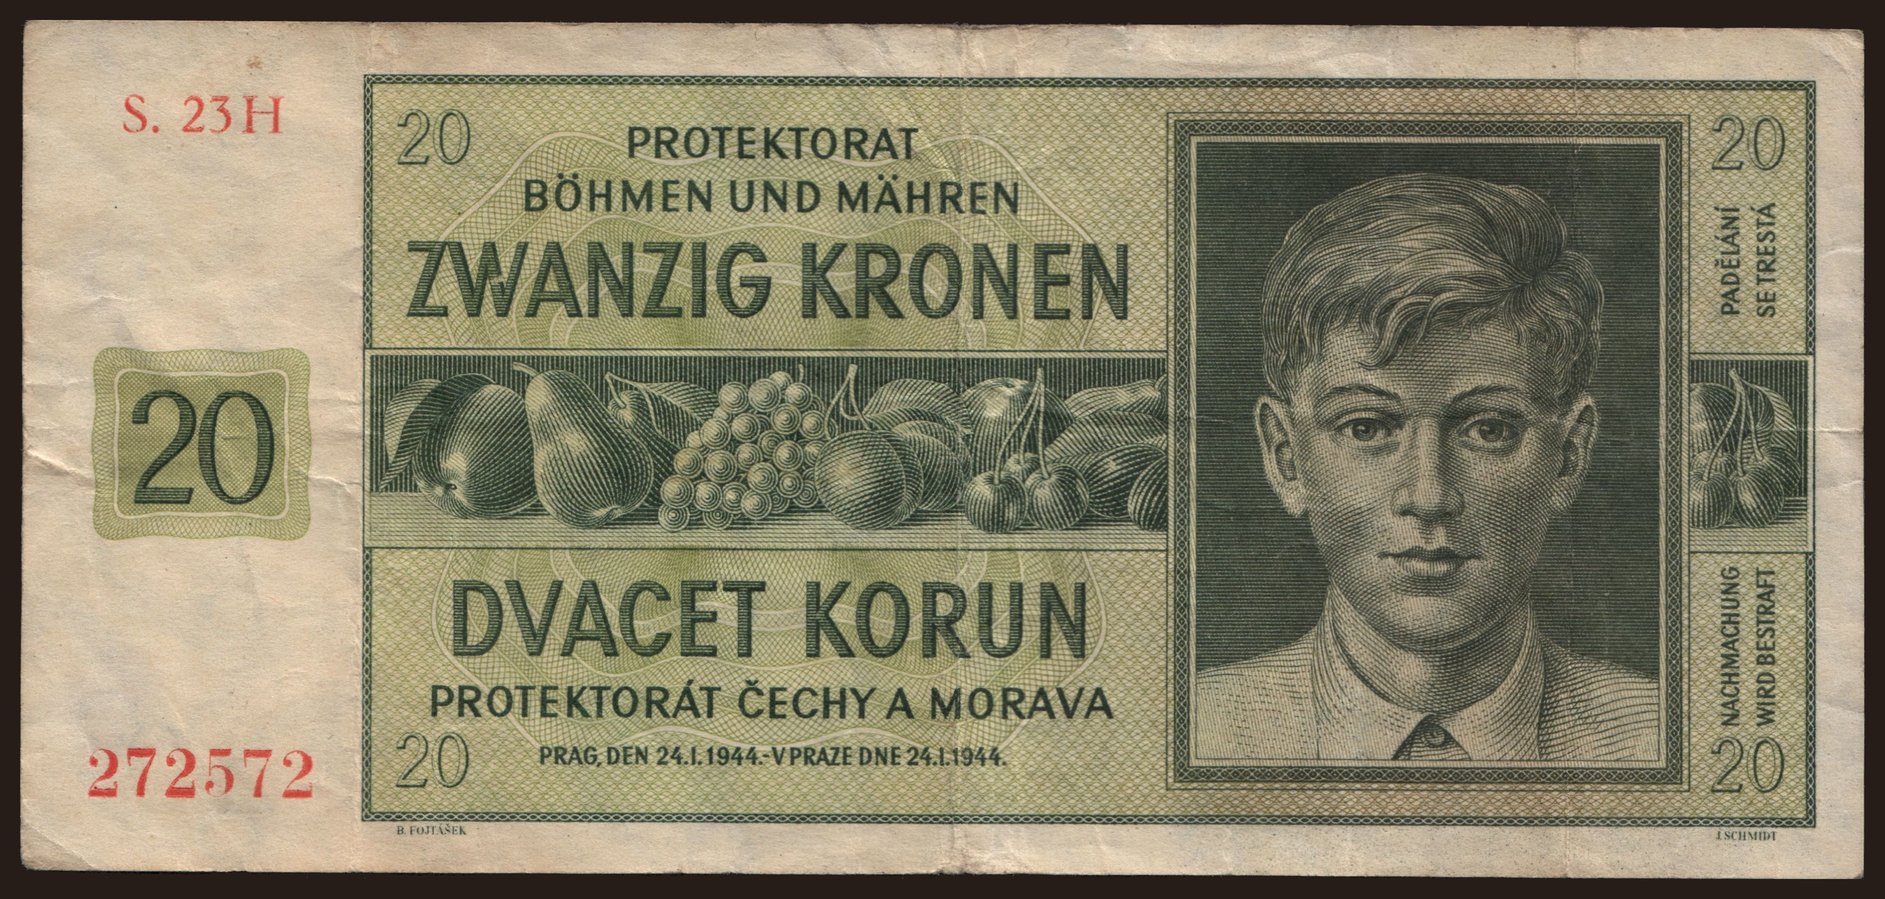 S. 23H
20
20
PROTEKTORAT
BÖHMEN UND MÄHREN
ZWANZIG KRONEN
PADĚLÁNÍ
SE TRESTÁ
20
DVACET KORUN
PROTEKTORÁT ČECHY A MORAVA
PRAG, DEN 24.I.1944.-V PRAZE DNE 24.I.1944.
NACHMACHUNG
WIRD BESTRAFT
272572
20
20
B. FOJTÁŠEK
J. SCHMIDT